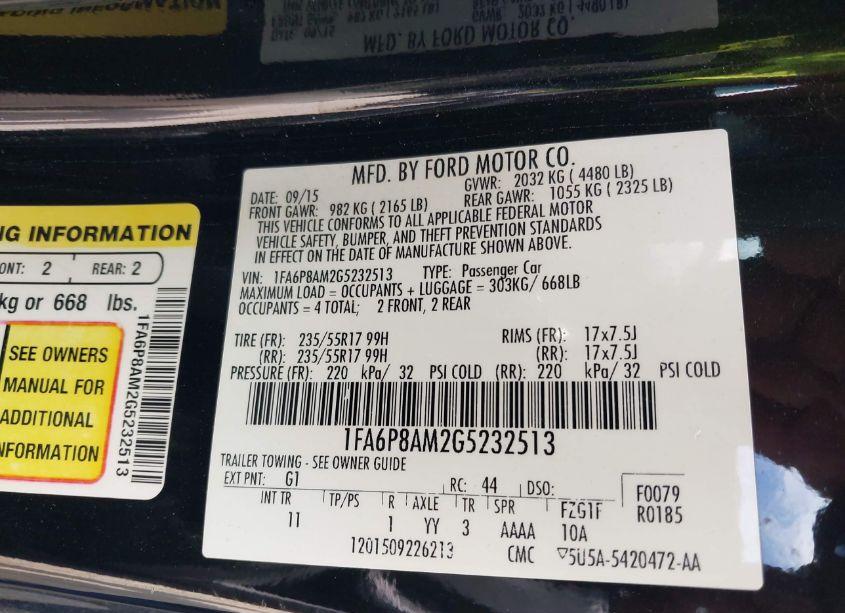 MFD. BY FORD MOTOR CO.
DATE: 09/15 GVWR: 2032 KG ( 4480 LB)
FRONT GAWR: 982 KG ( 2165 LB) REAR GAWR: 1055 KG ( 2325 LB)
THIS VEHICLE CONFORMS TO ALL APPLICABLE FEDERAL MOTOR
VEHICLE SAFETY, BUMPER, AND THEFT PREVENTION STANDARDS
IN EFFECT ON THE DATE OF MANUFACTURE SHOWN ABOVE.
VIN: 1FA6P8AM2G5232513 TYPE: Passenger Car
MAXIMUM LOAD = OCCUPANTS + LUGGAGE = 303KG/ 668LB
OCCUPANTS = 4 TOTAL; 2 FRONT, 2 REAR
TIRE (FR): 235/55R17 99H RIMS (FR): 17x7.5J
(RR): 235/55R17 99H (RR): 17x7.5J
PRESSURE (FR): 220 kPa/ 32 PSI COLD (RR): 220 kPa/ 32 PSI COLD
1FA6P8AM2G5232513
TRAILER TOWING - SEE OWNER GUIDE
EXT PNT: G1 RC: 44 DSO: F0079
R0185
INT TR TP/PS R AXLE TR SPR FZG1F
11 1 YY 3 AAAA 10A
1201509226213 CMC ▽5U5A-5420472-AA
NG INFORMATION
ONT: 2 REAR: 2
kg or 668 lbs.
SEE OWNERS
MANUAL FOR
ADDITIONAL
NFORMATION
1FA6P8AM2G5232513